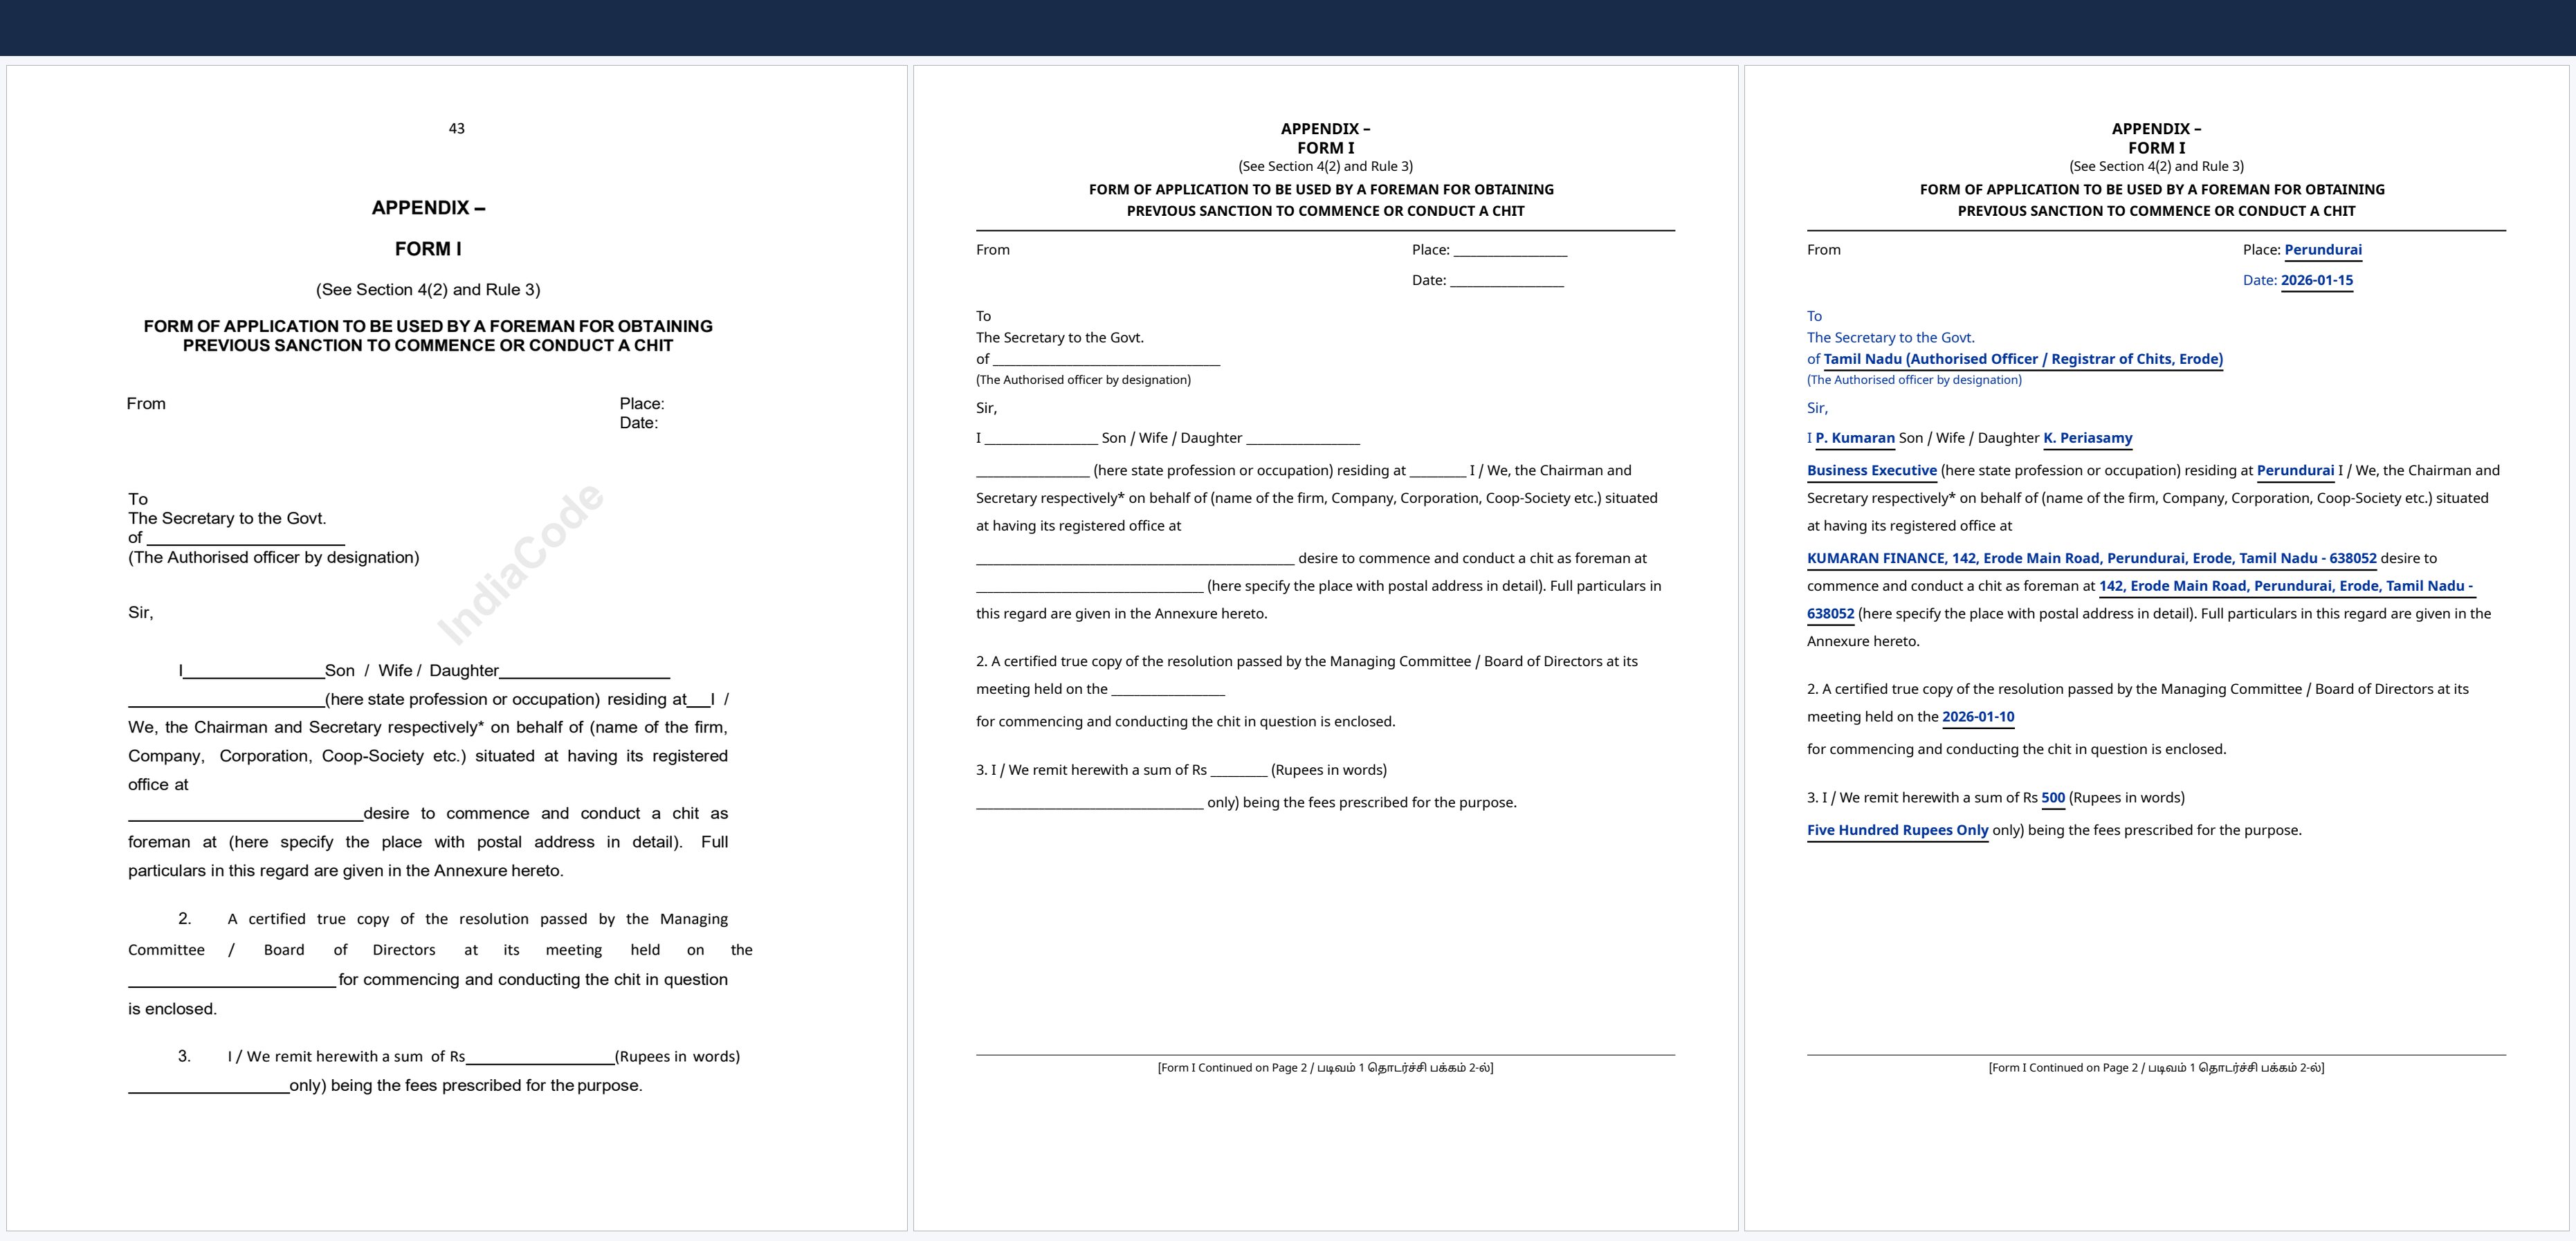 43
APPENDIX –
FORM I
(See Section 4(2) and Rule 3)
FORM OF APPLICATION TO BE USED BY A FOREMAN FOR OBTAINING
PREVIOUS SANCTION TO COMMENCE OR CONDUCT A CHIT
From Place:
Date:
To
The Secretary to the Govt.
of ____________________
(The Authorised officer by designation)
IndiaCode
Sir,
I_______________Son / Wife / Daughter__________________
____________________(here state profession or occupation) residing at__I /
We, the Chairman and Secretary respectively* on behalf of (name of the firm,
Company, Corporation, Coop-Society etc.) situated at having its registered
office at
________________________desire to commence and conduct a chit as
foreman at (here specify the place with postal address in detail). Full
particulars in this regard are given in the Annexure hereto.
2. A certified true copy of the resolution passed by the Managing
Committee / Board of Directors at its meeting held on the
_____________________ for commencing and conducting the chit in question
is enclosed.
3. I / We remit herewith a sum of Rs________________(Rupees in words)
_________________only) being the fees prescribed for the purpose.
APPENDIX –
FORM I
(See Section 4(2) and Rule 3)
FORM OF APPLICATION TO BE USED BY A FOREMAN FOR OBTAINING
PREVIOUS SANCTION TO COMMENCE OR CONDUCT A CHIT
From Place: ________________
Date: ________________
To
The Secretary to the Govt.
of ________________________________
(The Authorised officer by designation)
Sir,
I ________________ Son / Wife / Daughter ________________
________________ (here state profession or occupation) residing at ________ I / We, the Chairman and
Secretary respectively* on behalf of (name of the firm, Company, Corporation, Coop-Society etc.) situated
at having its registered office at
_____________________________________________ desire to commence and conduct a chit as foreman at
________________________________ (here specify the place with postal address in detail). Full particulars in
this regard are given in the Annexure hereto.
2. A certified true copy of the resolution passed by the Managing Committee / Board of Directors at its
meeting held on the ________________
for commencing and conducting the chit in question is enclosed.
3. I / We remit herewith a sum of Rs ________ (Rupees in words)
________________________________ only) being the fees prescribed for the purpose.
[Form I Continued on Page 2 / படிவம் 1 தொடர்ச்சி பக்கம் 2-ல்]
APPENDIX –
FORM I
(See Section 4(2) and Rule 3)
FORM OF APPLICATION TO BE USED BY A FOREMAN FOR OBTAINING
PREVIOUS SANCTION TO COMMENCE OR CONDUCT A CHIT
From Place: Perundurai
Date: 2026-01-15
To
The Secretary to the Govt.
of Tamil Nadu (Authorised Officer / Registrar of Chits, Erode)
(The Authorised officer by designation)
Sir,
I P. Kumaran Son / Wife / Daughter K. Periasamy
Business Executive (here state profession or occupation) residing at Perundurai I / We, the Chairman and
Secretary respectively* on behalf of (name of the firm, Company, Corporation, Coop-Society etc.) situated
at having its registered office at
KUMARAN FINANCE, 142, Erode Main Road, Perundurai, Erode, Tamil Nadu - 638052 desire to
commence and conduct a chit as foreman at 142, Erode Main Road, Perundurai, Erode, Tamil Nadu -
638052 (here specify the place with postal address in detail). Full particulars in this regard are given in the
Annexure hereto.
2. A certified true copy of the resolution passed by the Managing Committee / Board of Directors at its
meeting held on the 2026-01-10
for commencing and conducting the chit in question is enclosed.
3. I / We remit herewith a sum of Rs 500 (Rupees in words)
Five Hundred Rupees Only only) being the fees prescribed for the purpose.
[Form I Continued on Page 2 / படிவம் 1 தொடர்ச்சி பக்கம் 2-ல்]